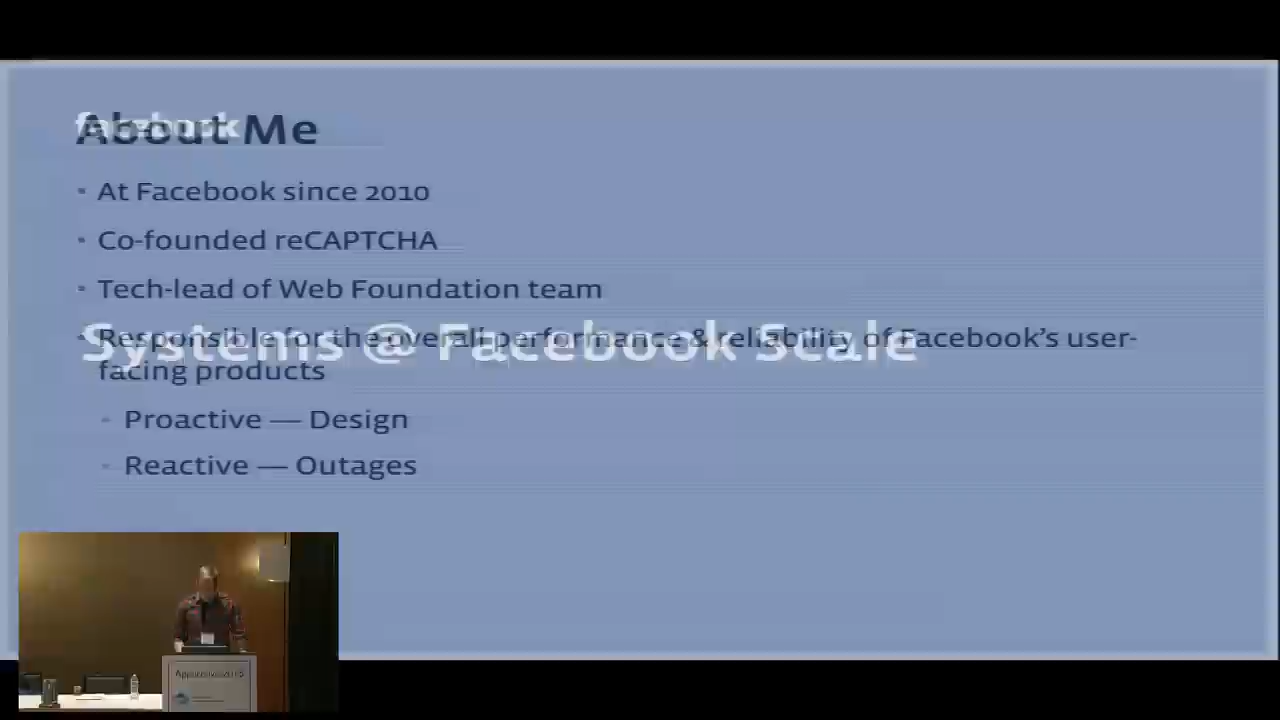 facebook
About Me
At Facebook since 2010
Co-founded reCAPTCHA
Tech-lead of Web Foundation team
Systems @ Facebook Scale
Responsible for the overall performance & reliability of Facebook's user-
facing products
Proactive — Design
Reactive — Outages